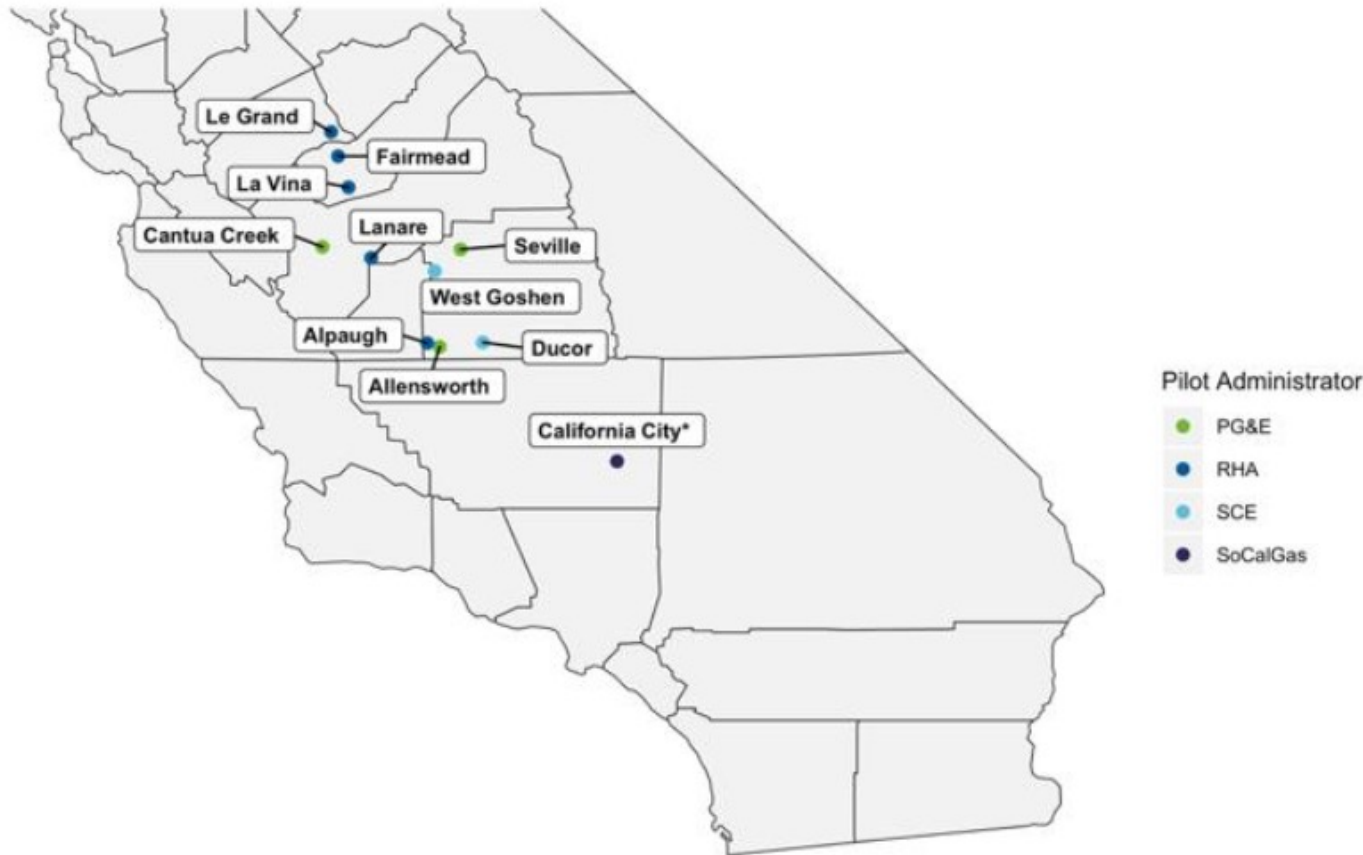 Le Grand
Fairmead
La Vina
Lanare
Cantua Creek
Seville
West Goshen
Alpaugh
Ducor
Allensworth
California City*
Pilot Administrator
PG&E
RHA
SCE
SoCalGas